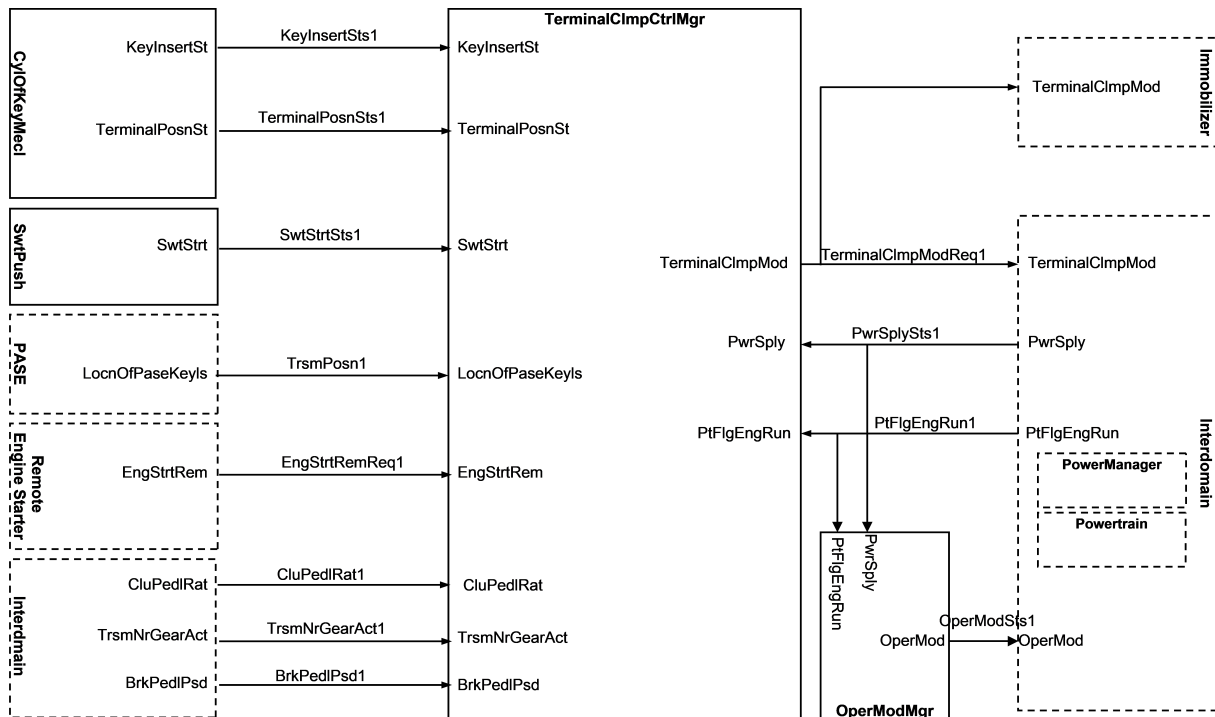 TerminalClmpCtrlMgr
CylOfKeyMecl
KeyInsertSt
KeyInsertSts1
KeyInsertSt
TerminalPosnSt
TerminalPosnSts1
TerminalPosnSt
SwtPush
SwtStrt
SwtStrtSts1
SwtStrt
PASE
LocnOfPaseKeyIs
TrsmPosn1
LocnOfPaseKeyIs
Remote
Engine Starter
EngStrtRem
EngStrtRemReq1
EngStrtRem
Interdmain
CluPedlRat
CluPedlRat1
CluPedlRat
TrsmNrGearAct
TrsmNrGearAct1
TrsmNrGearAct
BrkPedlPsd
BrkPedlPsd1
BrkPedlPsd
TerminalClmpMod
Immobilizer
TerminalClmpMod
TerminalClmpModReq1
TerminalClmpMod
PwrSply
PwrSplySts1
PwrSply
PtFlgEngRun
PtFlgEngRun1
PtFlgEngRun
Interdomain
PowerManager
Powertrain
PtFlgEngRun
PwrSply
OperMod
OperModSts1
OperMod
OperModMgr